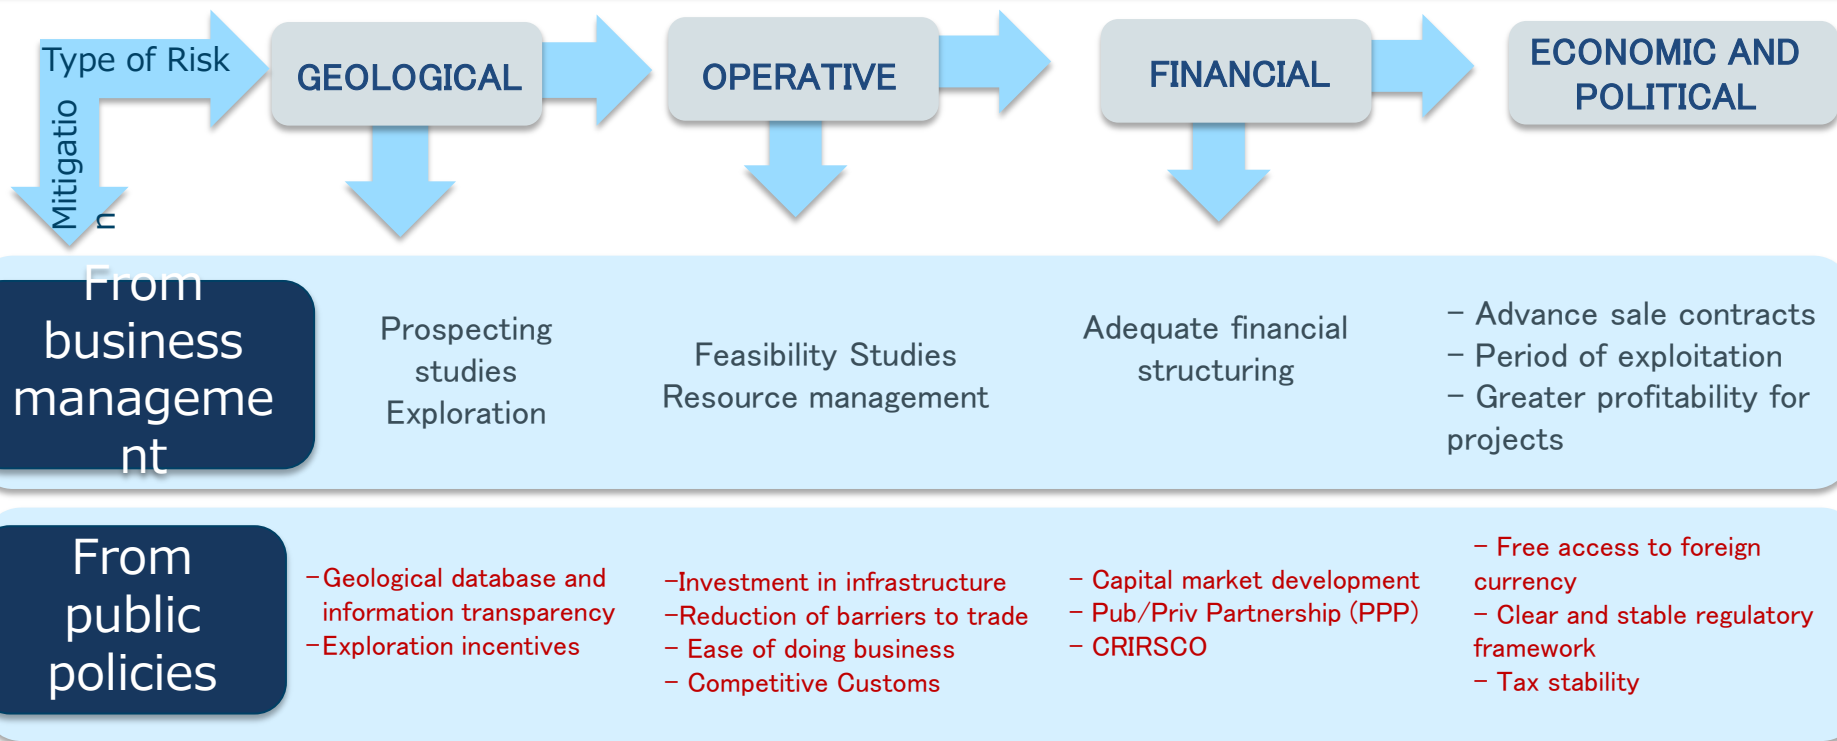 Type of Risk
Mitigatio
n
GEOLOGICAL
OPERATIVE
FINANCIAL
ECONOMIC AND
POLITICAL
From
business
manageme
nt
Prospecting
studies
Exploration
Feasibility Studies
Resource management
Adequate financial
structuring
- Advance sale contracts
- Period of exploitation
- Greater profitability for
projects
From
public
policies
-Geological database and
information transparency
-Exploration incentives
-Investment in infrastructure
-Reduction of barriers to trade
- Ease of doing business
- Competitive Customs
- Capital market development
- Pub/Priv Partnership (PPP)
- CRIRSCO
- Free access to foreign
currency
- Clear and stable regulatory
framework
- Tax stability